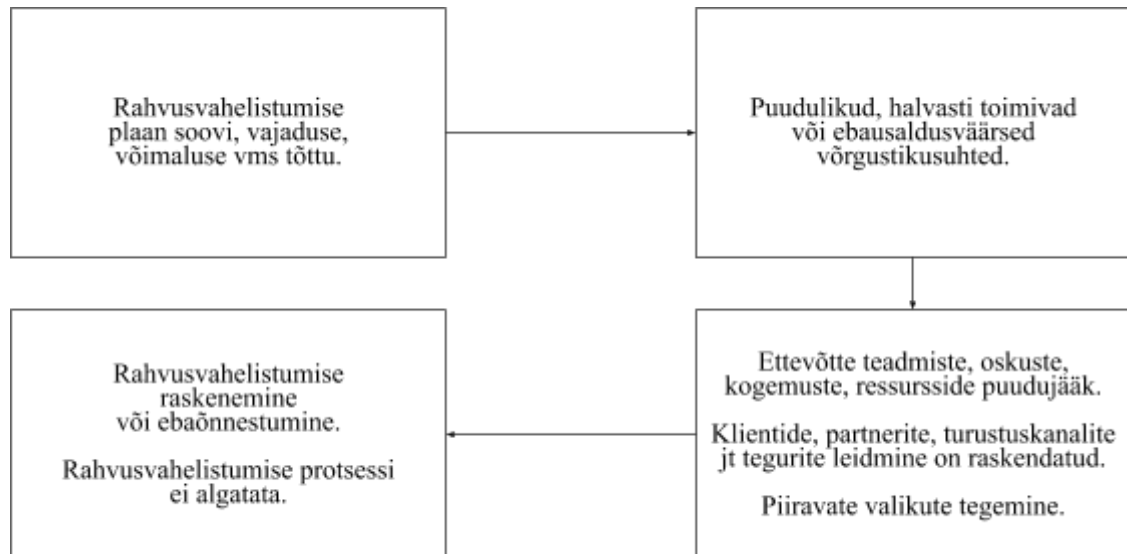 Rahvusvahelistumise
plaan soovi, vajaduse,
võimaluse vms tõttu.
Puudulikud, halvasti toimivad
või ebausaldusväärsed
võrgustikusuhted.
Ettevõtte teadmiste, oskuste,
kogemuste, ressursside puudujääk.
Klientide, partnerite, turustuskanalite
jt tegurite leidmine on raskendatud.
Piiravate valikute tegemine.
Rahvusvahelistumise
raskenemine
või ebaõnnestumine.
Rahvusvahelistumise protsessi
ei algatata.